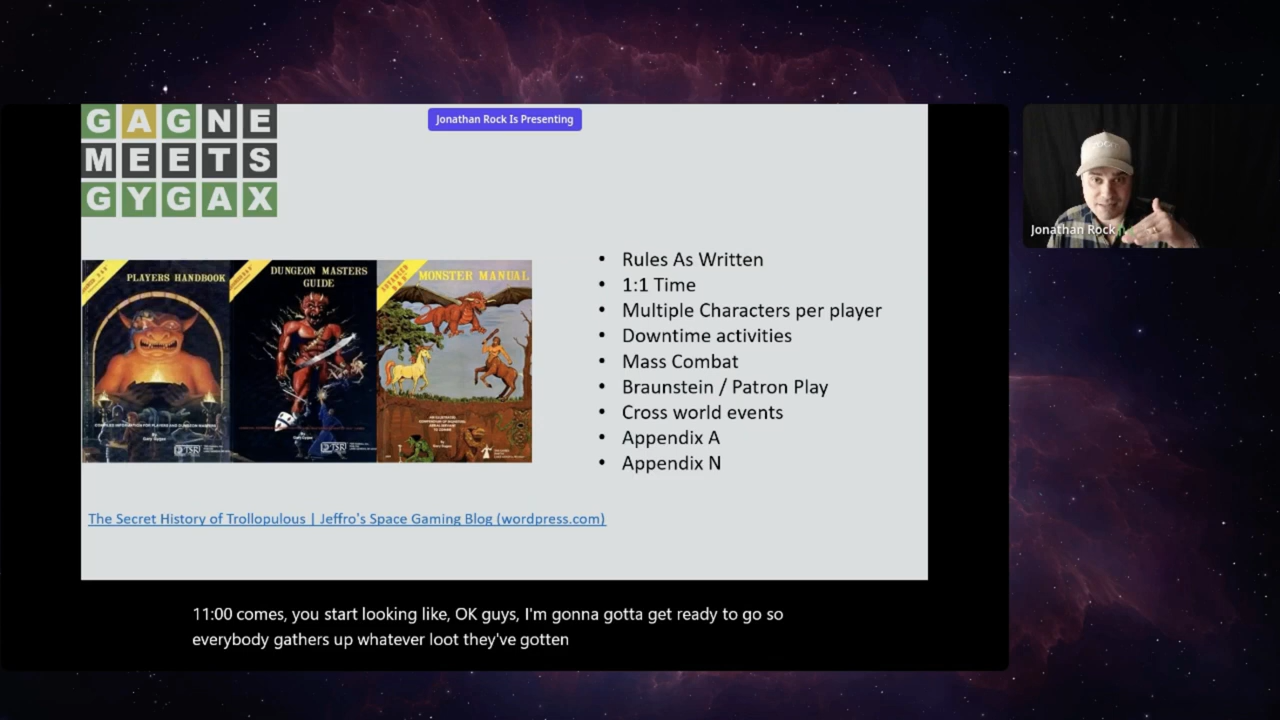 GAGNE
MEETS
GYGAX
Jonathan Rock Is Presenting
PLAYERS HANDBOOK
DUNGEON MASTERS
GUIDE
MONSTER MANUAL
• Rules As Written
• 1:1 Time
• Multiple Characters per player
• Downtime activities
• Mass Combat
• Braunstein / Patron Play
• Cross world events
• Appendix A
• Appendix N
The Secret History of Trollopulous | Jeffro's Space Gaming Blog (wordpress.com)
Jonathan Rock
11:00 comes, you start looking like, OK guys, I'm gonna gotta get ready to go so
everybody gathers up whatever loot they've gotten